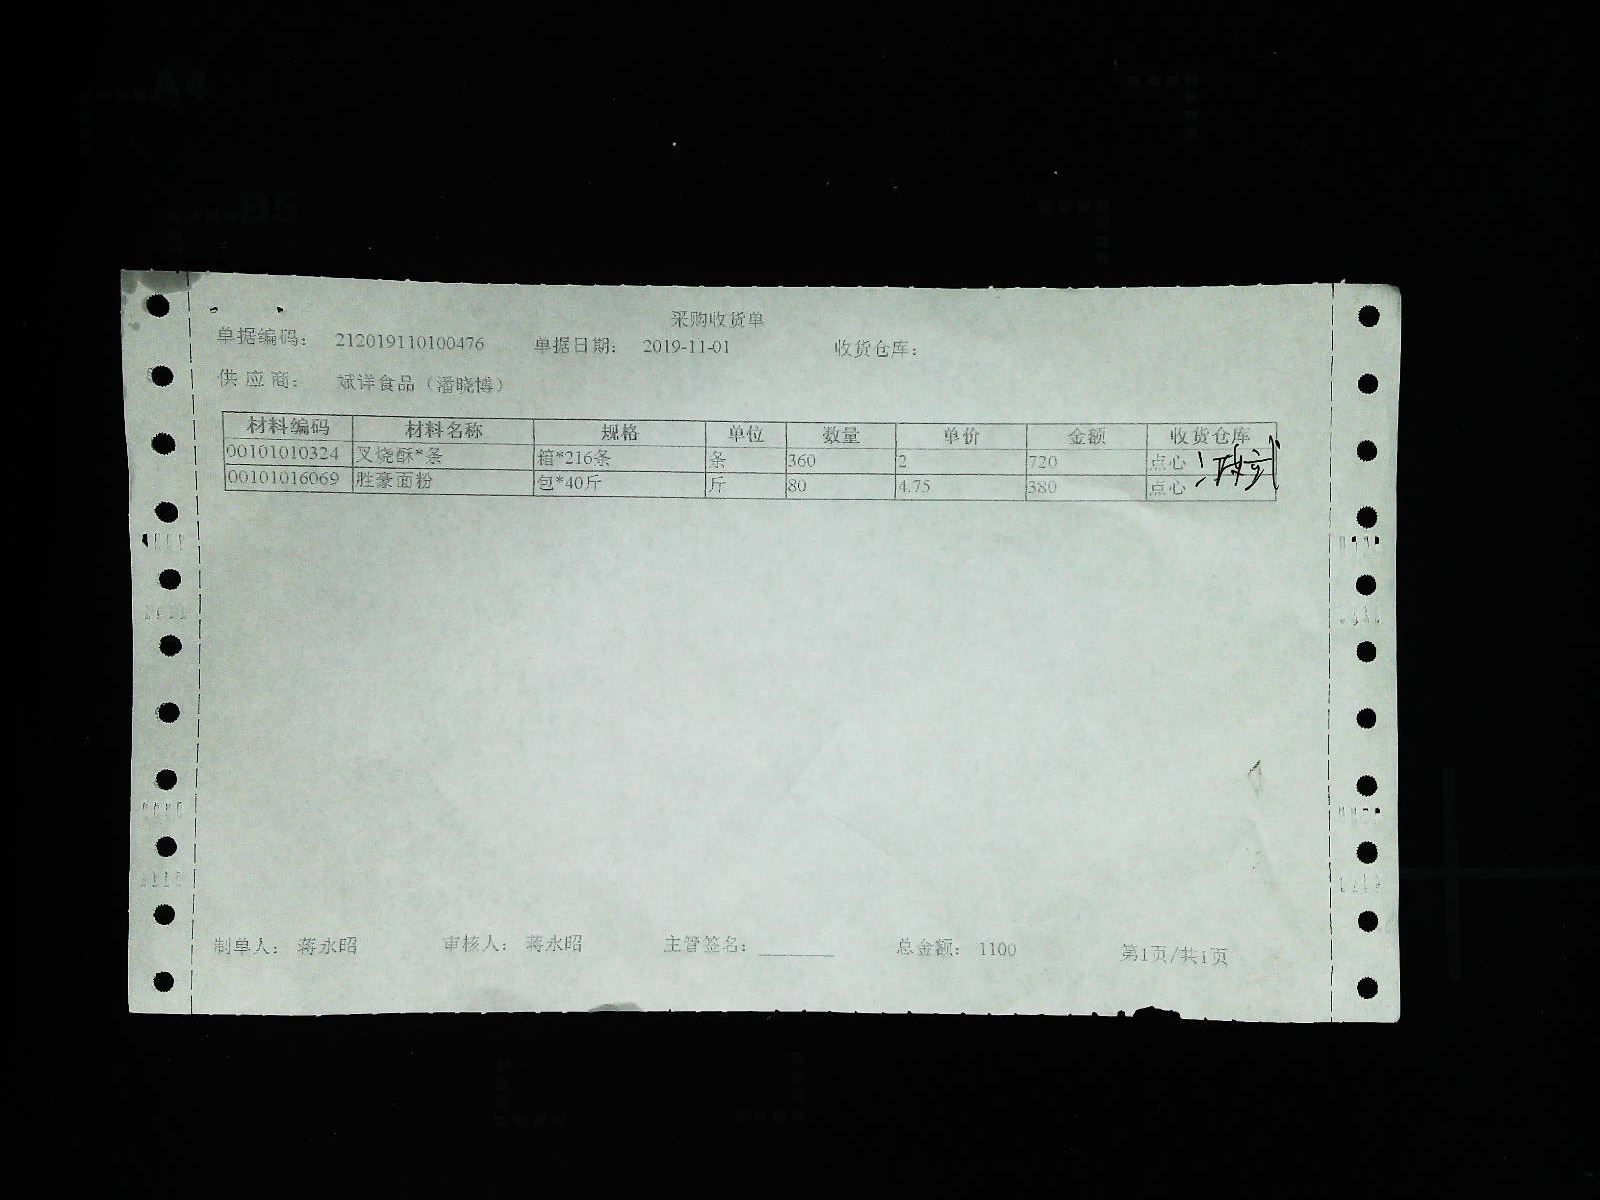 采购收货单
单据编码： 212019110100476 单据日期： 2019-11-01 收货仓库：
供应商： 斌详食品（潘晓博）
材料编码 材料名称 规格 单位 数量 单价 金额 收货仓库
00101010324 叉烧酥*条 箱*216条 条 360 2 720 点心
00101016069 胜豪面粉 包*40斤 斤 80 4.75 380 点心
制单人： 蒋永昭 审核人： 蒋永昭 主管签名： 总金额： 1100 第1页/共1页